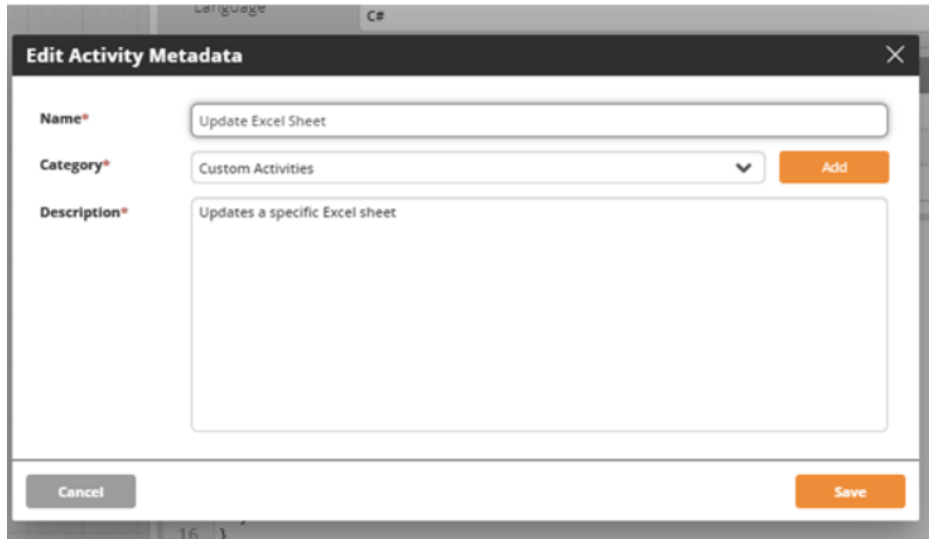 Language
C#
Edit Activity Metadata
Name*
Update Excel Sheet
Category*
Custom Activities
Add
Description*
Updates a specific Excel sheet
Cancel
Save
16 }